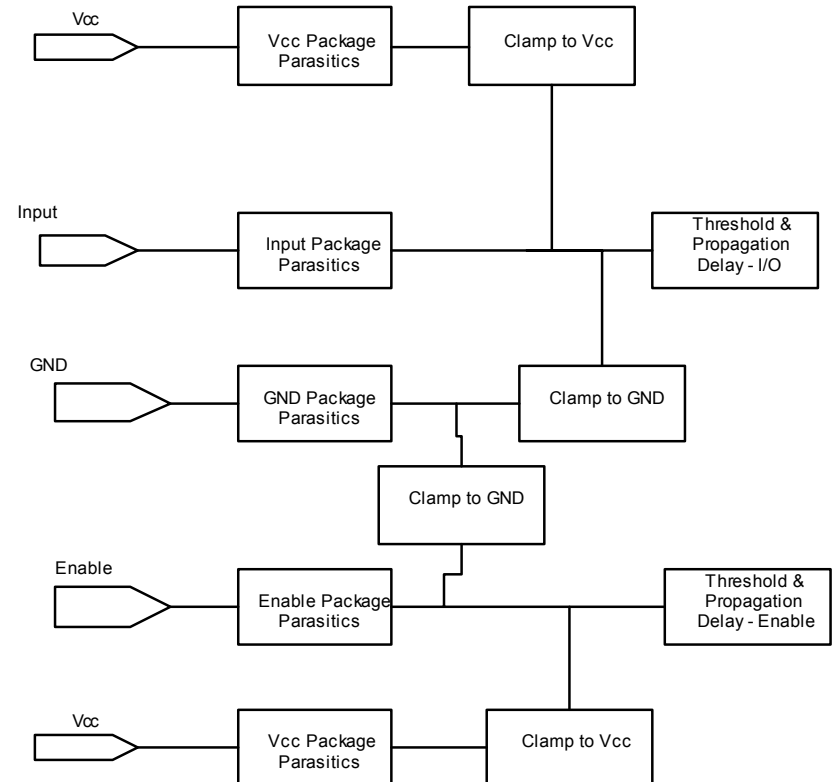 Vcc
Vcc Package
Parasitics
Clamp to Vcc
Input
Input Package
Parasitics
Threshold &
Propagation
Delay - I/O
GND
GND Package
Parasitics
Clamp to GND
Clamp to GND
Enable
Enable Package
Parasitics
Threshold &
Propagation
Delay - Enable
Vcc
Vcc Package
Parasitics
Clamp to Vcc